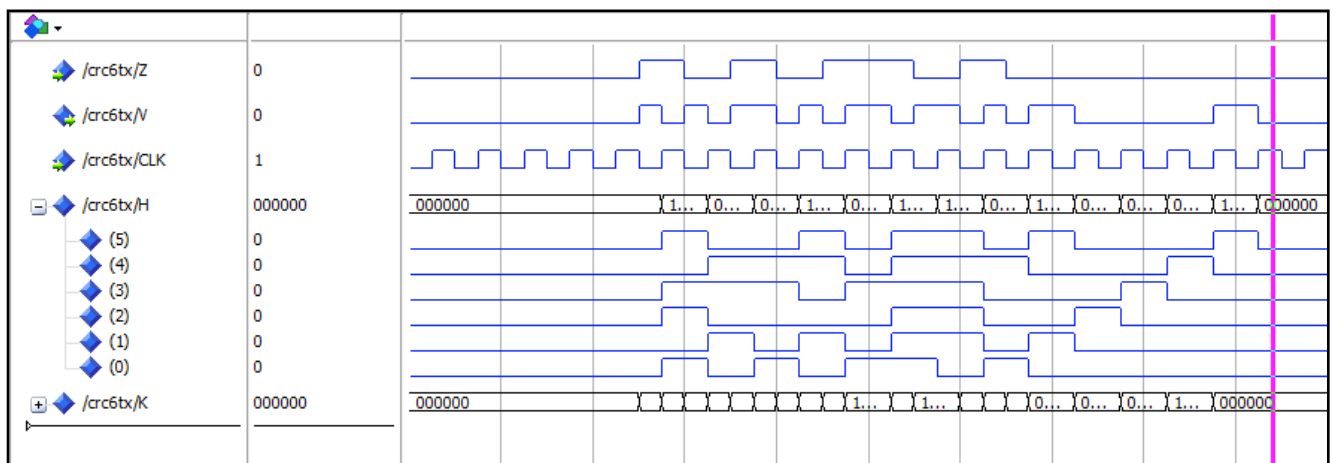 /crc6tx/Z 0
/crc6tx/V 0
/crc6tx/CLK 1
/crc6tx/H 000000 000000 1... 0... 0... 1... 0... 1... 1... 0... 1... 0... 0... 0... 1... 000000
(5) 0
(4) 0
(3) 0
(2) 0
(1) 0
(0) 0
/crc6tx/K 000000 000000 1... 1... 0... 0... 0... 1... 000000